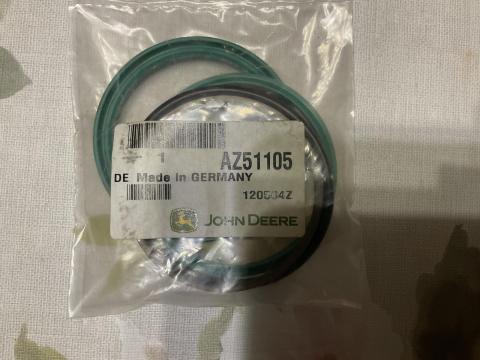 1 AZ51105
DE Made in GERMANY
120504Z
JOHN DEERE